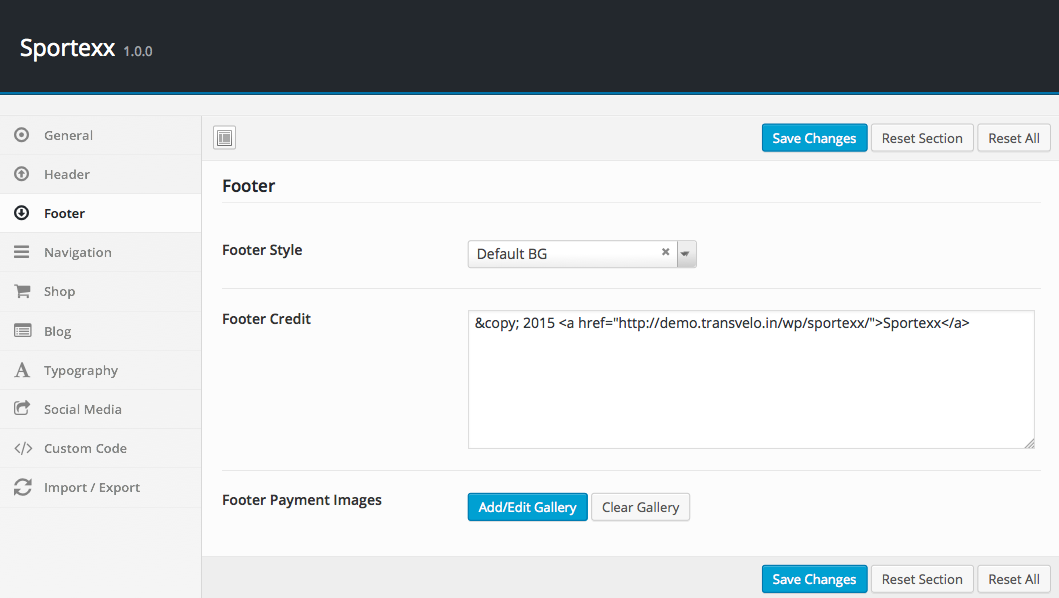 Sportexx 1.0.0
General
Header
Footer
Navigation
Shop
Blog
Typography
Social Media
Custom Code
Import / Export
Save Changes Reset Section Reset All
Footer
Footer Style Default BG
Footer Credit &copy; 2015 <a href="http://demo.transvelo.in/wp/sportexx/">Sportexx</a>
Footer Payment Images Add/Edit Gallery Clear Gallery
Save Changes Reset Section Reset All